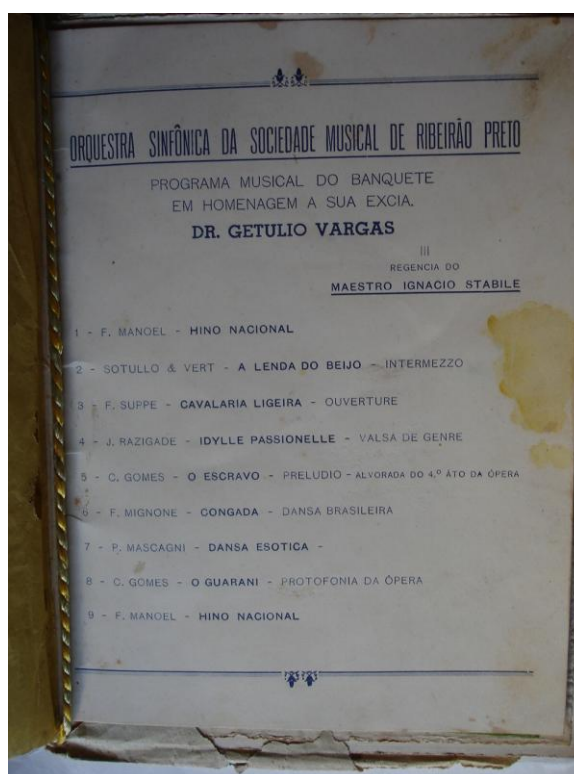 ORQUESTRA SINFÔNICA DA SOCIEDADE MUSICAL DE RIBEIRÃO PRETO
PROGRAMA MUSICAL DO BANQUETE
EM HOMENAGEM A SUA EXCIA.
DR. GETULIO VARGAS
III
REGENCIA DO
MAESTRO IGNACIO STABILE
1 - F. MANOEL - HINO NACIONAL
2 - SOTULLO & VERT - A LENDA DO BEIJO - INTERMEZZO
3 - F. SUPPE - CAVALARIA LIGEIRA - OUVERTURE
4 - J. RAZIGADE - IDYLLE PASSIONELLE - VALSA DE GENRE
5 - C. GOMES - O ESCRAVO - PRELUDIO - ALVORADA DO 4.º ÁTO DA ÓPERA
6 - F. MIGNONE - CONGADA - DANSA BRASILEIRA
7 - P. MASCAGNI - DANSA ESOTICA -
8 - C. GOMES - O GUARANI - PROTOFONIA DA ÓPERA
9 - F. MANOEL - HINO NACIONAL